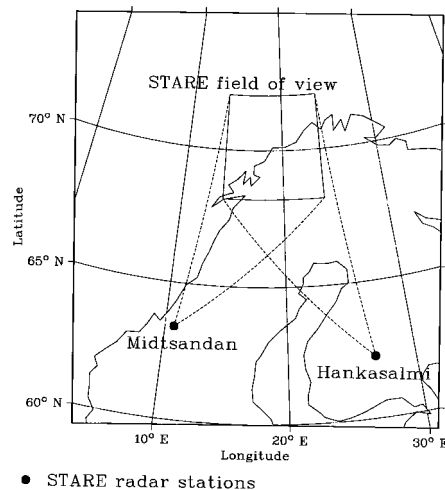 STARE field of view
70° N
Latitude
65° N
Midtsandan
Hankasalmi
60° N
10° E
20° E
30° E
Longitude
● STARE radar stations